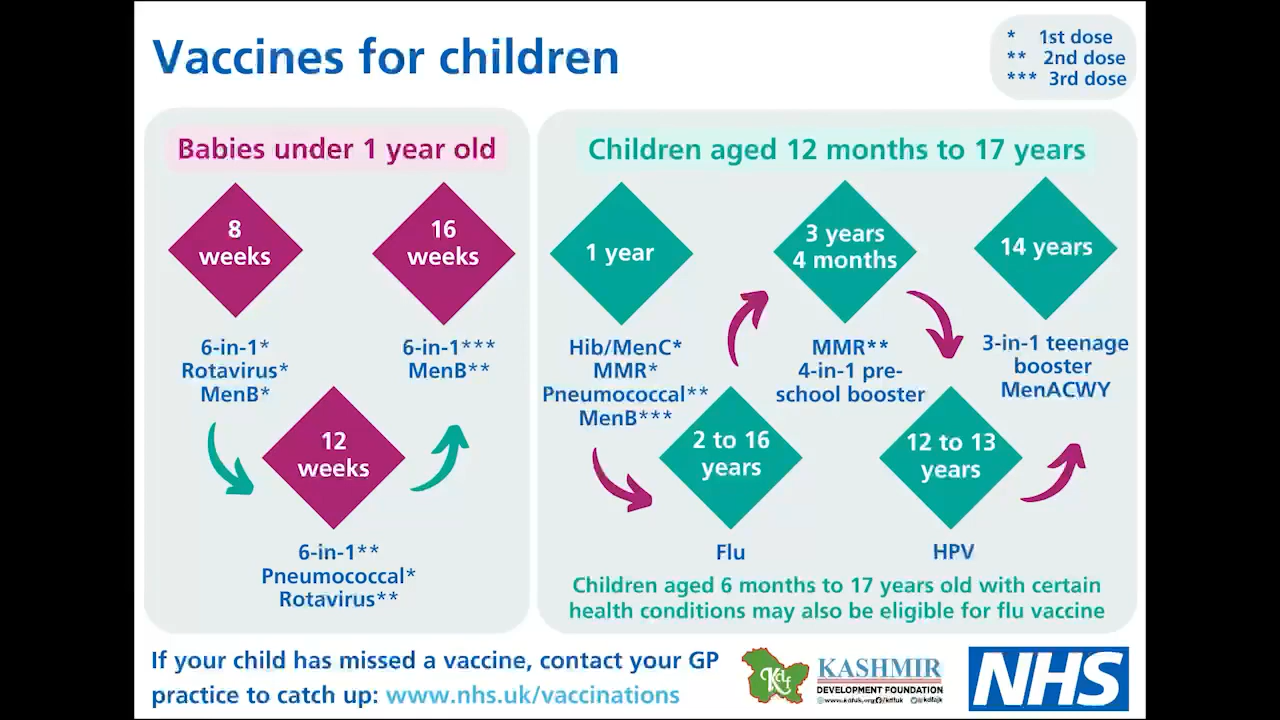 Vaccines for children
* 1st dose
** 2nd dose
*** 3rd dose
Babies under 1 year old
8
weeks
6-in-1*
Rotavirus*
MenB*
12
weeks
6-in-1**
Pneumococcal*
Rotavirus**
16
weeks
6-in-1***
MenB**
Children aged 12 months to 17 years
1 year
Hib/MenC*
MMR*
Pneumococcal**
MenB***
2 to 16
years
Flu
3 years
4 months
MMR**
4-in-1 pre-
school booster
12 to 13
years
HPV
14 years
3-in-1 teenage
booster
MenACWY
Children aged 6 months to 17 years old with certain
health conditions may also be eligible for flu vaccine
If your child has missed a vaccine, contact your GP
practice to catch up: www.nhs.uk/vaccinations
Kdf
KASHMIR
DEVELOPMENT FOUNDATION
NHS